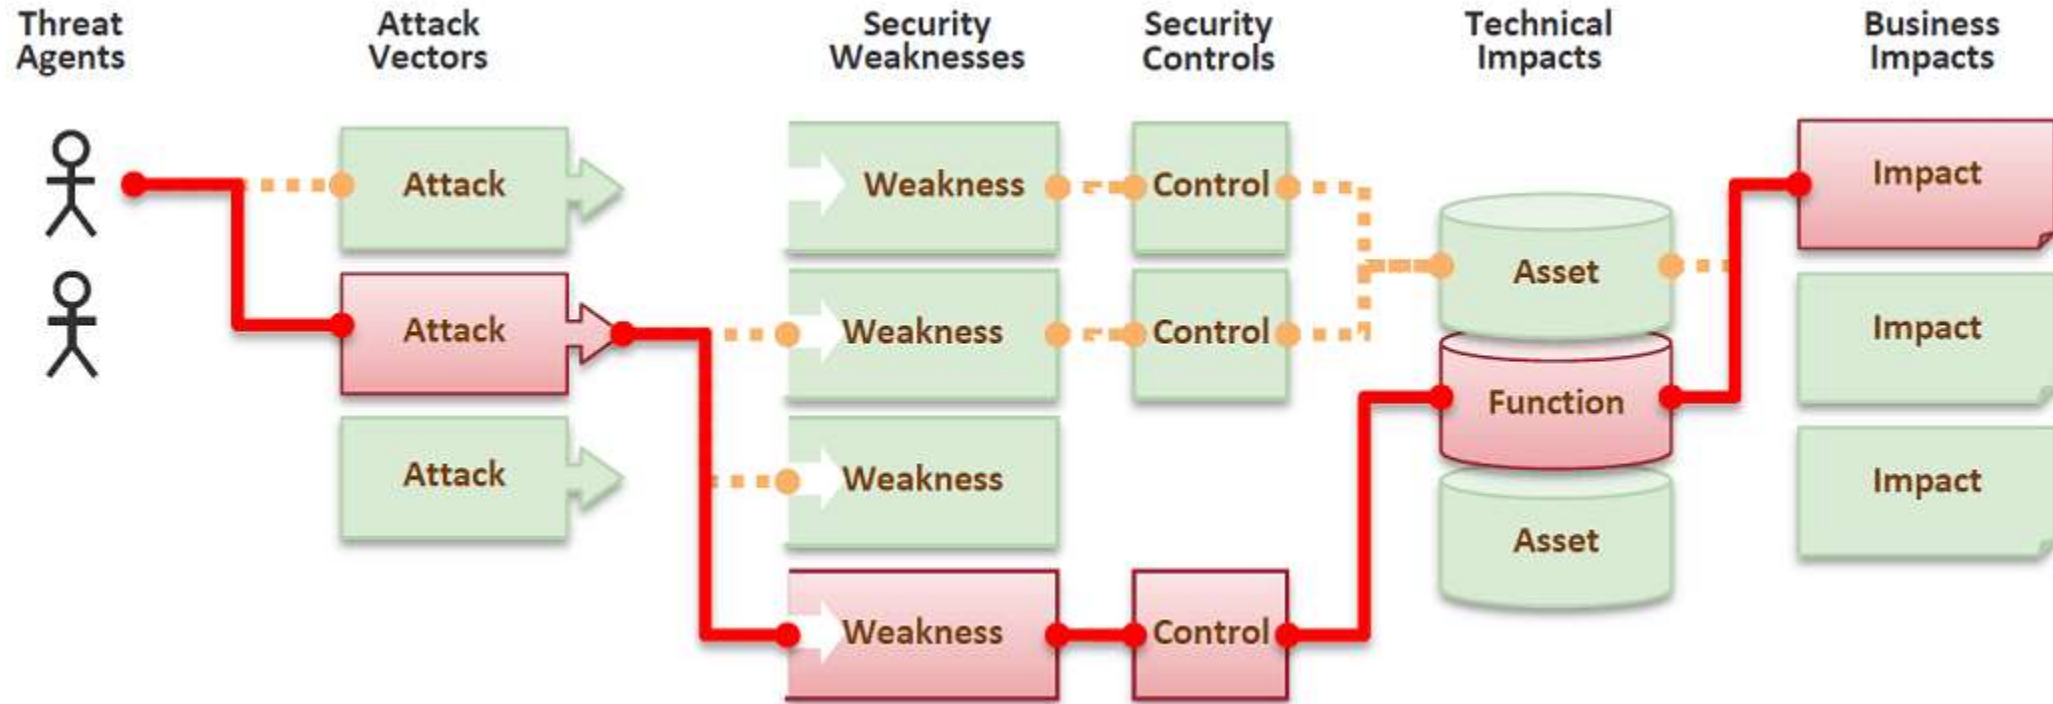 Threat
Agents
Attack
Vectors
Security
Weaknesses
Security
Controls
Technical
Impacts
Business
Impacts
Attack
Weakness
Control
Impact
Asset
Attack
Weakness
Control
Impact
Function
Attack
Weakness
Impact
Asset
Weakness
Control